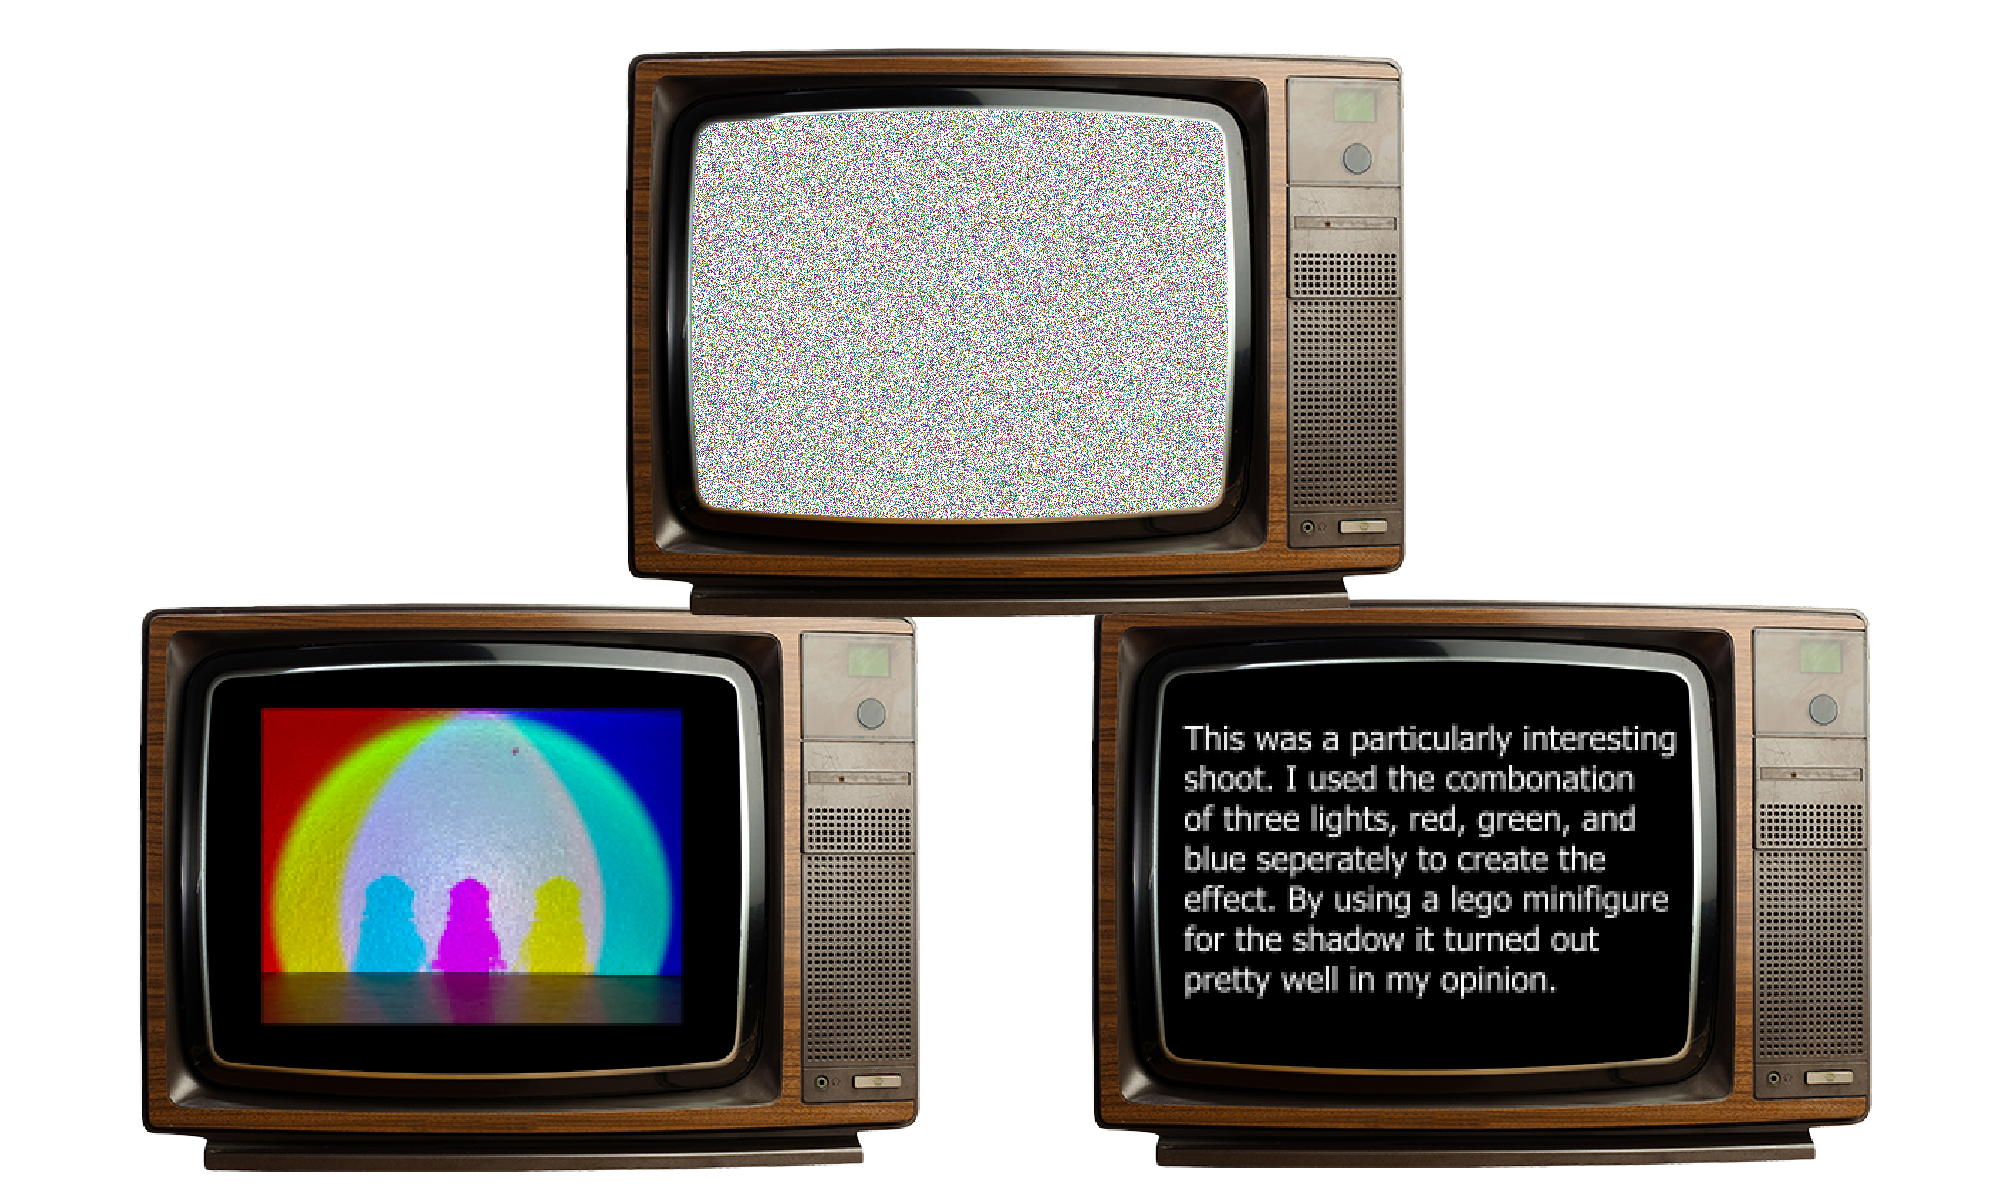 This was a particularly interesting
shoot. I used the combonation
of three lights, red, green, and
blue seperately to create the
effect. By using a lego minifigure
for the shadow it turned out
pretty well in my opinion.